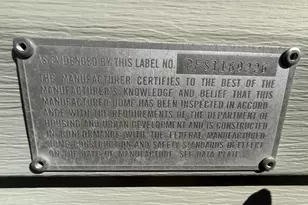 AS EVIDENCED BY THIS LABEL NO.
THE MANUFACTURER CERTIFIES TO THE BEST OF THE
MANUFACTURER'S KNOWLEDGE AND BELIEF THAT THIS
MANUFACTURED HOME HAS BEEN INSPECTED IN ACCORD
ANCE WITH THE REQUIREMENTS OF THE DEPARTMENT OF
HOUSING AND URBAN DEVELOPMENT AND IS CONSTRUCTED
IN CONFORMANCE WITH THE FEDERAL MANUFACTURED
HOME CONSTRUCTION AND SAFETY STANDARDS IN EFFECT
ON THE DATE OF MANUFACTURE. SEE DATA PLATE.